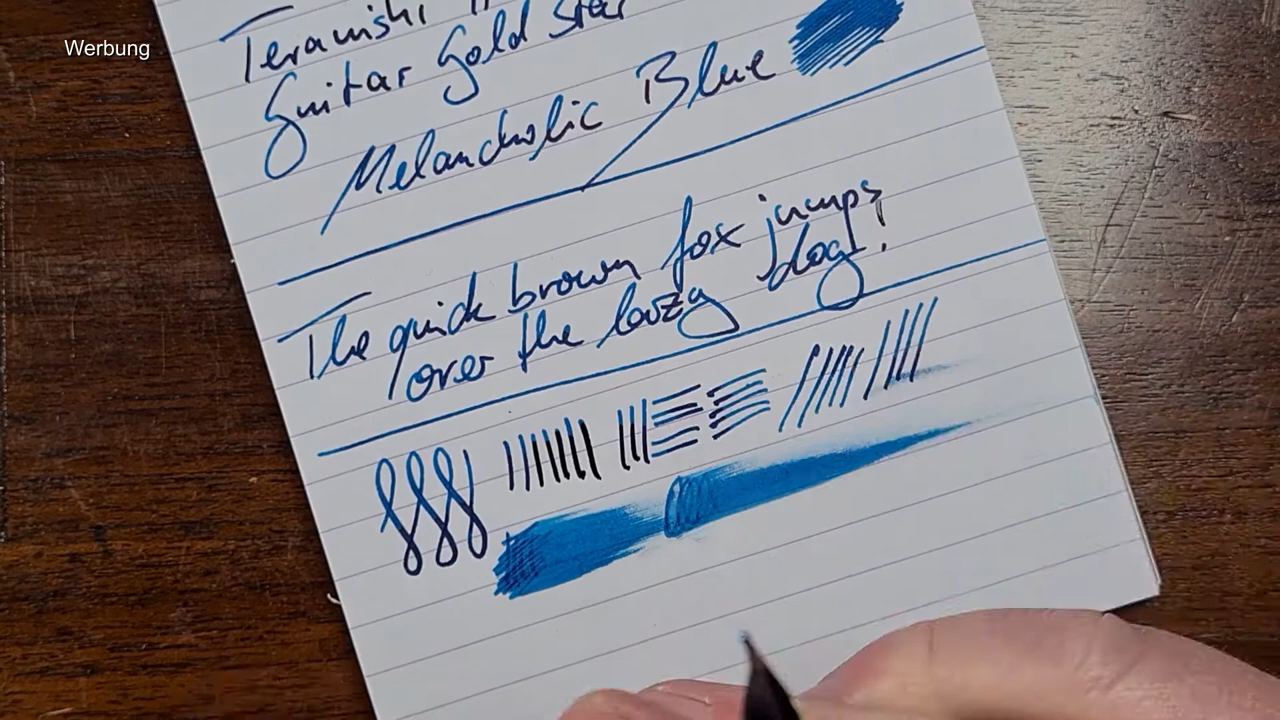 Werbung
Teranishi
Guitar Gold Star
Melancholic Blue
The quick brown fox jumps
over the lazy dog!